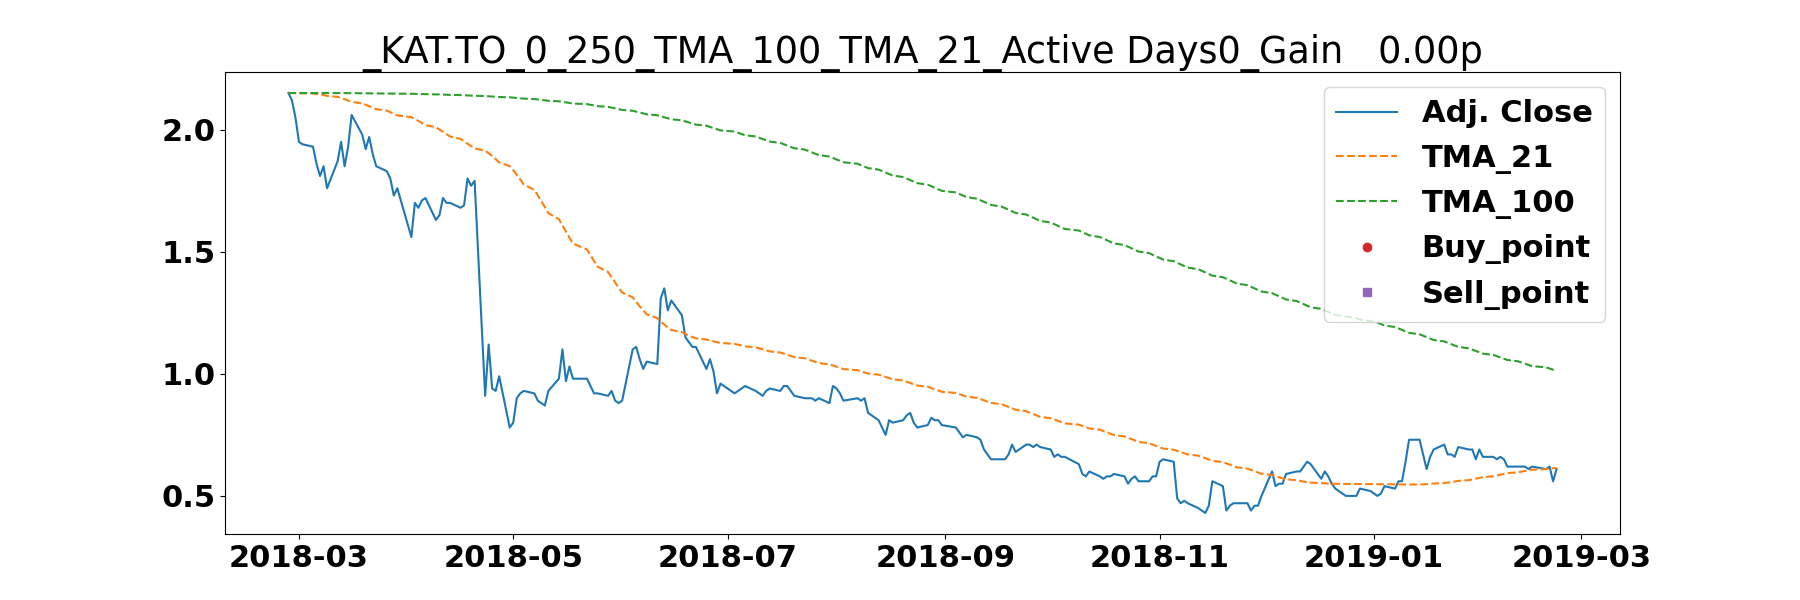 _KAT.TO_0_250_TMA_100_TMA_21_Active Days0_Gain   0.00p
Adj. Close
TMA_21
TMA_100
Buy_point
Sell_point
2.0
1.5
1.0
0.5
2018-03 2018-05 2018-07 2018-09 2018-11 2019-01 2019-03